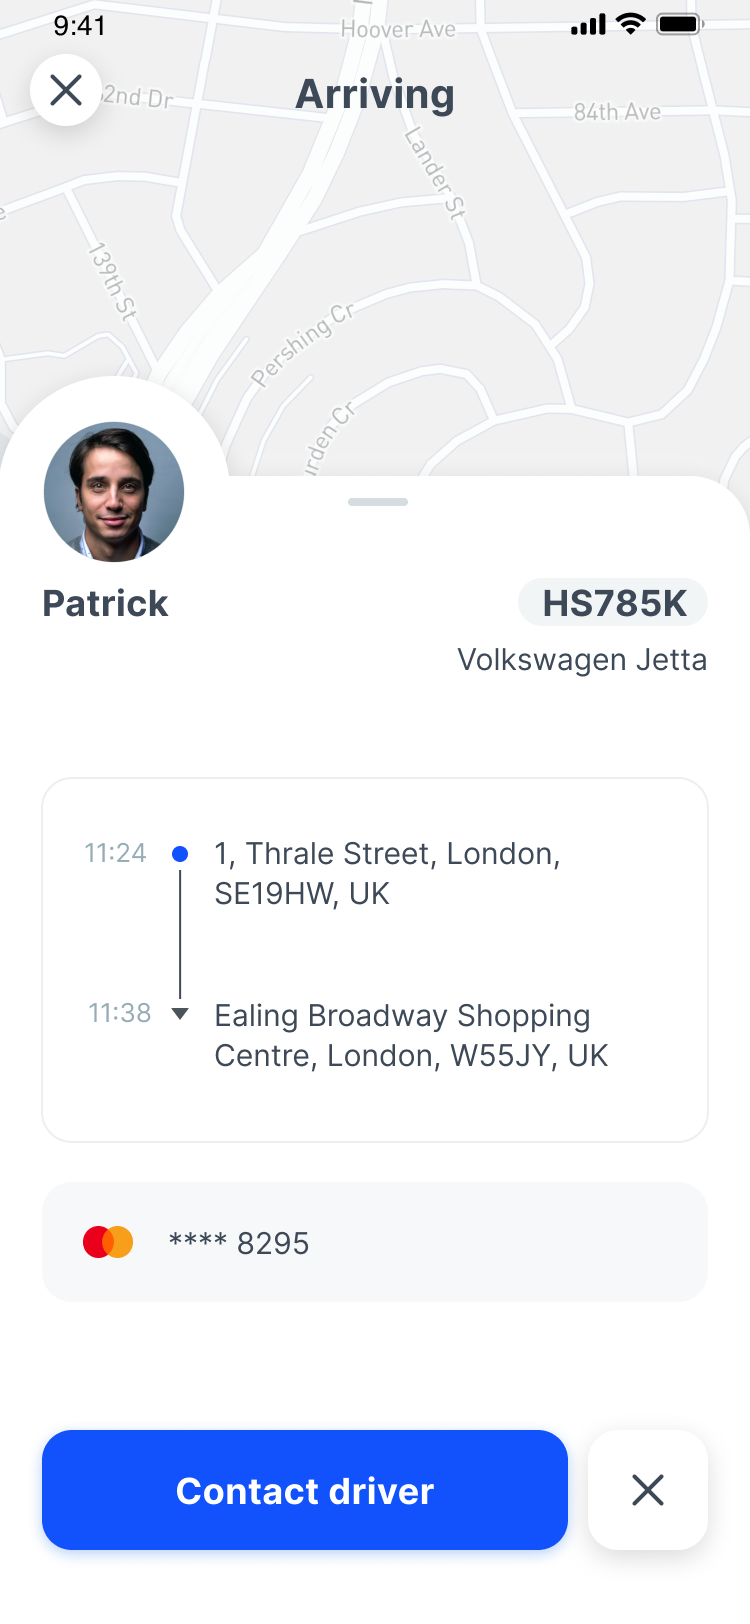 9:41
Hoover Ave
2nd Dr
Arriving
84th Ave
Lander St
139th St
Pershing Cr
urden Cr
Patrick
HS785K
Volkswagen Jetta
11:24
1, Thrale Street, London,
SE19HW, UK
11:38
Ealing Broadway Shopping
Centre, London, W55JY, UK
**** 8295
Contact driver